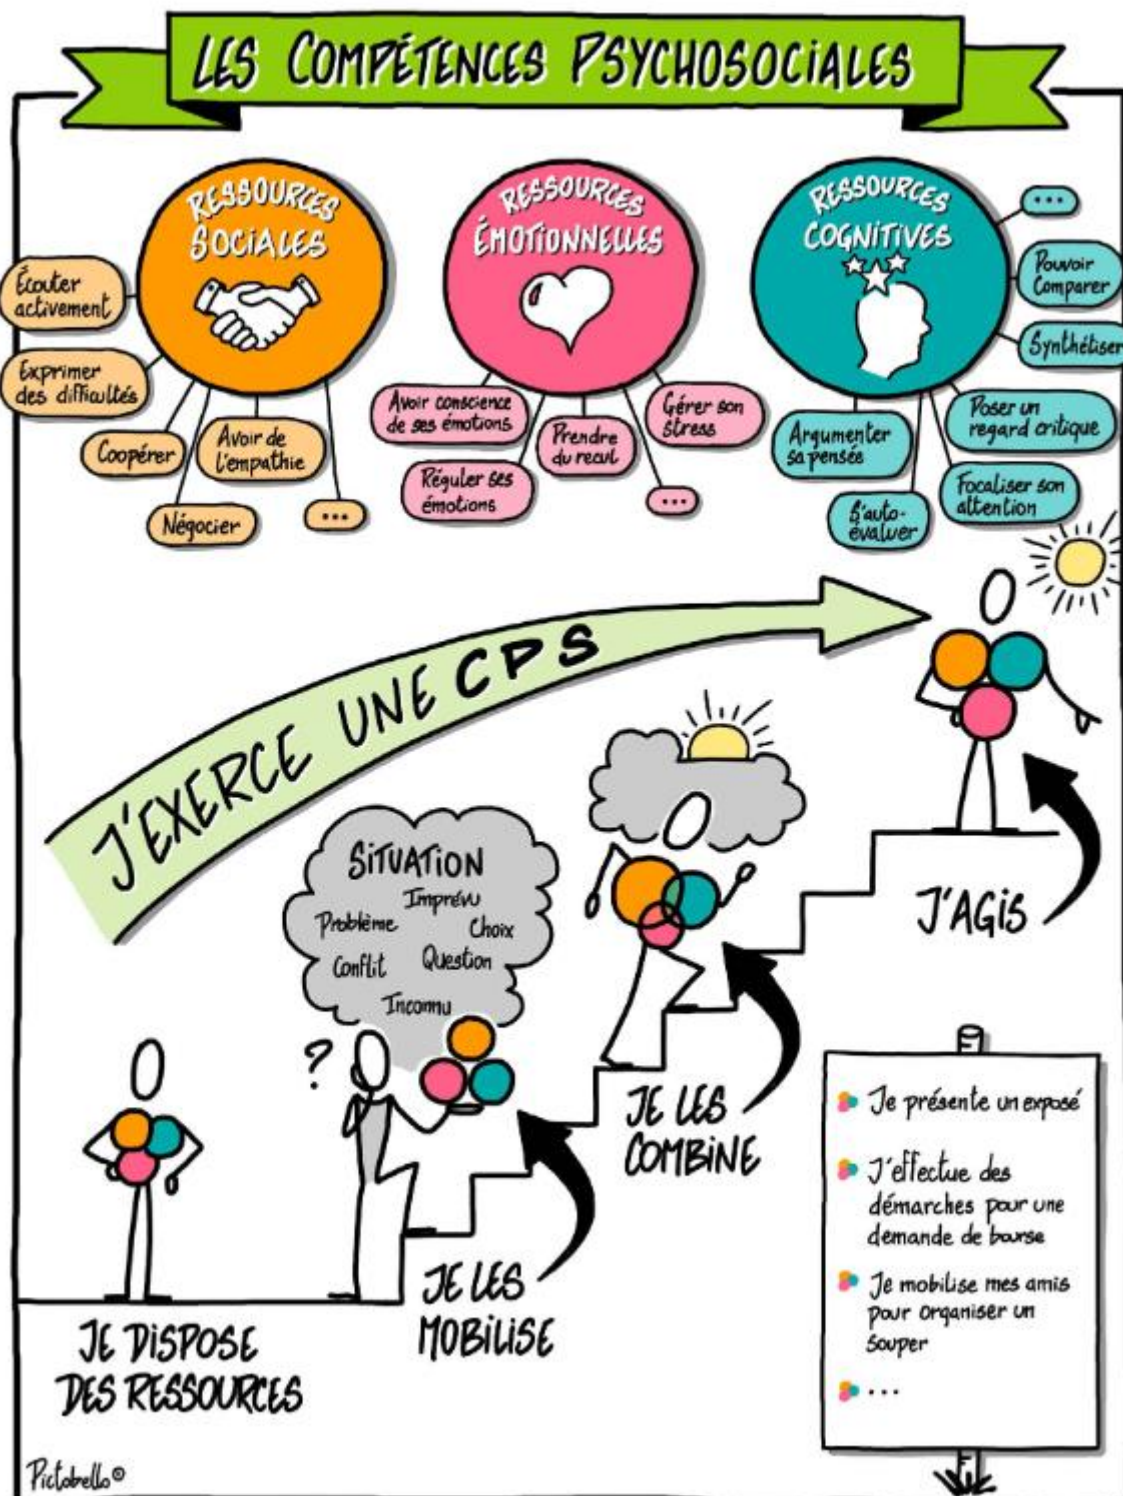 LES COMPÉTENCES PSYCHOSOCIALES
RESSOURCES
SOCIALES
Écouter
activement
Exprimer
des difficultés
Coopérer
Négocier
Avoir de
l'empathie
...
RESSOURCES
ÉMOTIONNELLES
Avoir conscience
de ses émotions
Réguler ses
émotions
Prendre
du recul
Gérer son
stress
...
RESSOURCES
COGNITIVES
...
Pouvoir
Comparer
Synthétiser
Poser un
regard critique
Focaliser son
attention
S'auto-
évaluer
Argumenter
sa pensée
J'EXERCE UNE CPS
SITUATION
Imprévu
Problème
Choix
Conflit
Question
Inconnu
?
JE DISPOSE
DES RESSOURCES
JE LES
MOBILISE
JE LES
COMBINE
J'AGIS
Je présente un exposé
J'effectue des
démarches pour une
demande de bourse
Je mobilise mes amis
pour organiser un
souper
...
Pictobello©